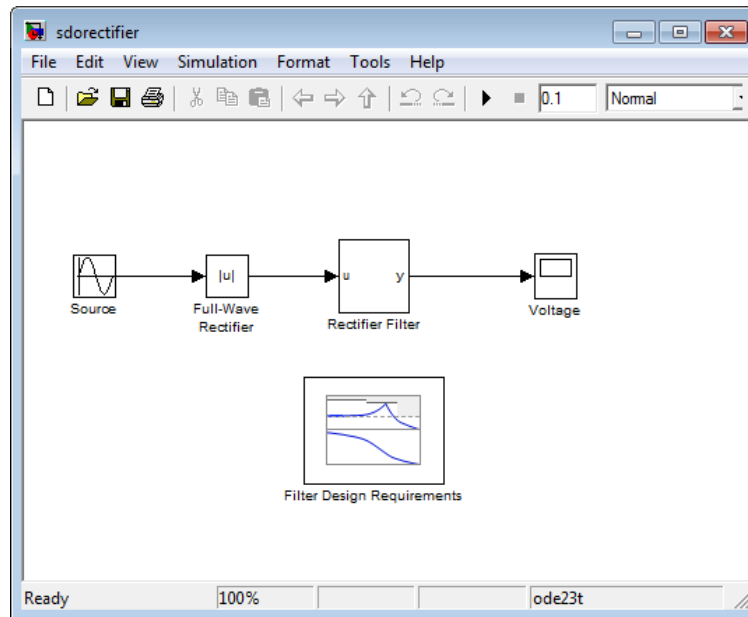 sdorectifier
File Edit View Simulation Format Tools Help
0.1 Normal
|u| u y
Source Full-Wave Rectifier Rectifier Filter Voltage
Filter Design Requirements
Ready 100% ode23t